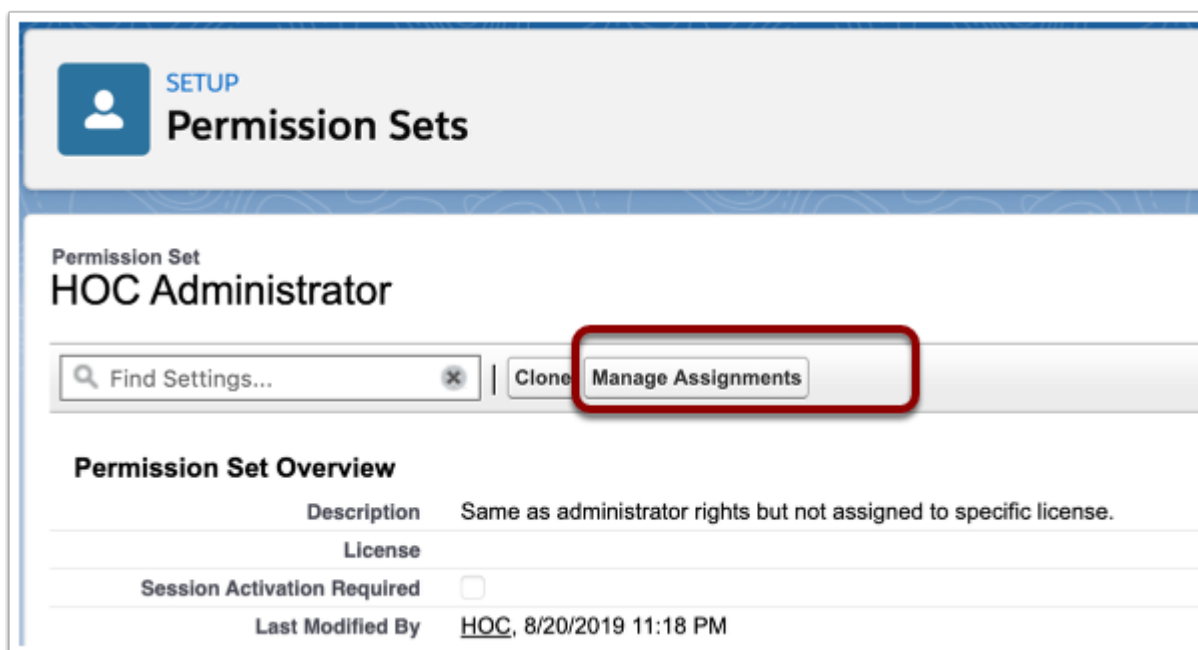 SETUP
Permission Sets
Permission Set
HOC Administrator
Find Settings... | Clone Manage Assignments
Permission Set Overview
Description Same as administrator rights but not assigned to specific license.
License
Session Activation Required
Last Modified By HOC, 8/20/2019 11:18 PM